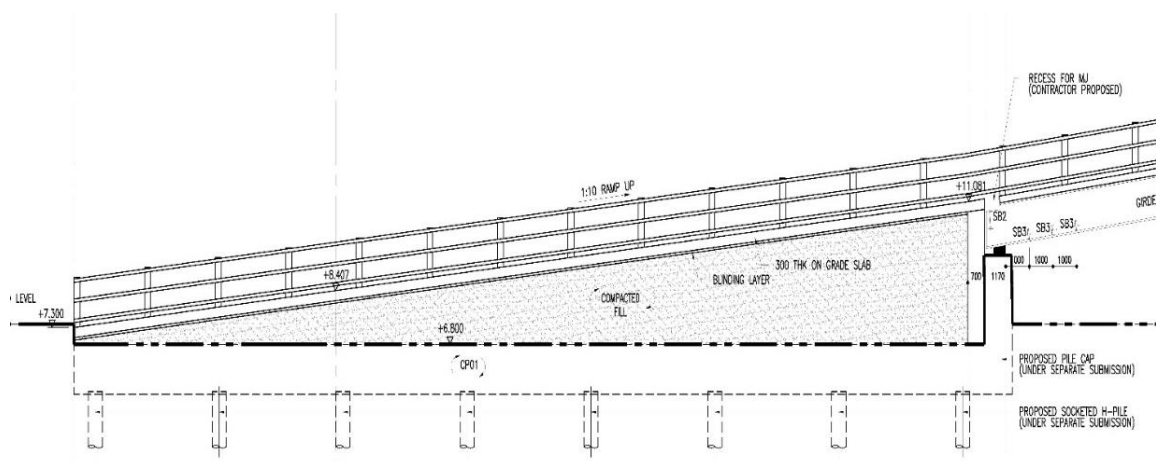 RECESS FOR MJ
(CONTRACTOR PROPOSED)
1:10 RAMP UP
+11.081
GIRDE
SB2
SB3
SB3
SB3
300 THK ON GRADE SLAB
BLINDING LAYER
000
1000
1000
700
1170
+8.407
COMPACTED
FILL
LEVEL
+7.300
+6.800
CP01
PROPOSED PILE CAP
(UNDER SEPARATE SUBMISSION)
PROPOSED SOCKETED H-PILE
(UNDER SEPARATE SUBMISSION)